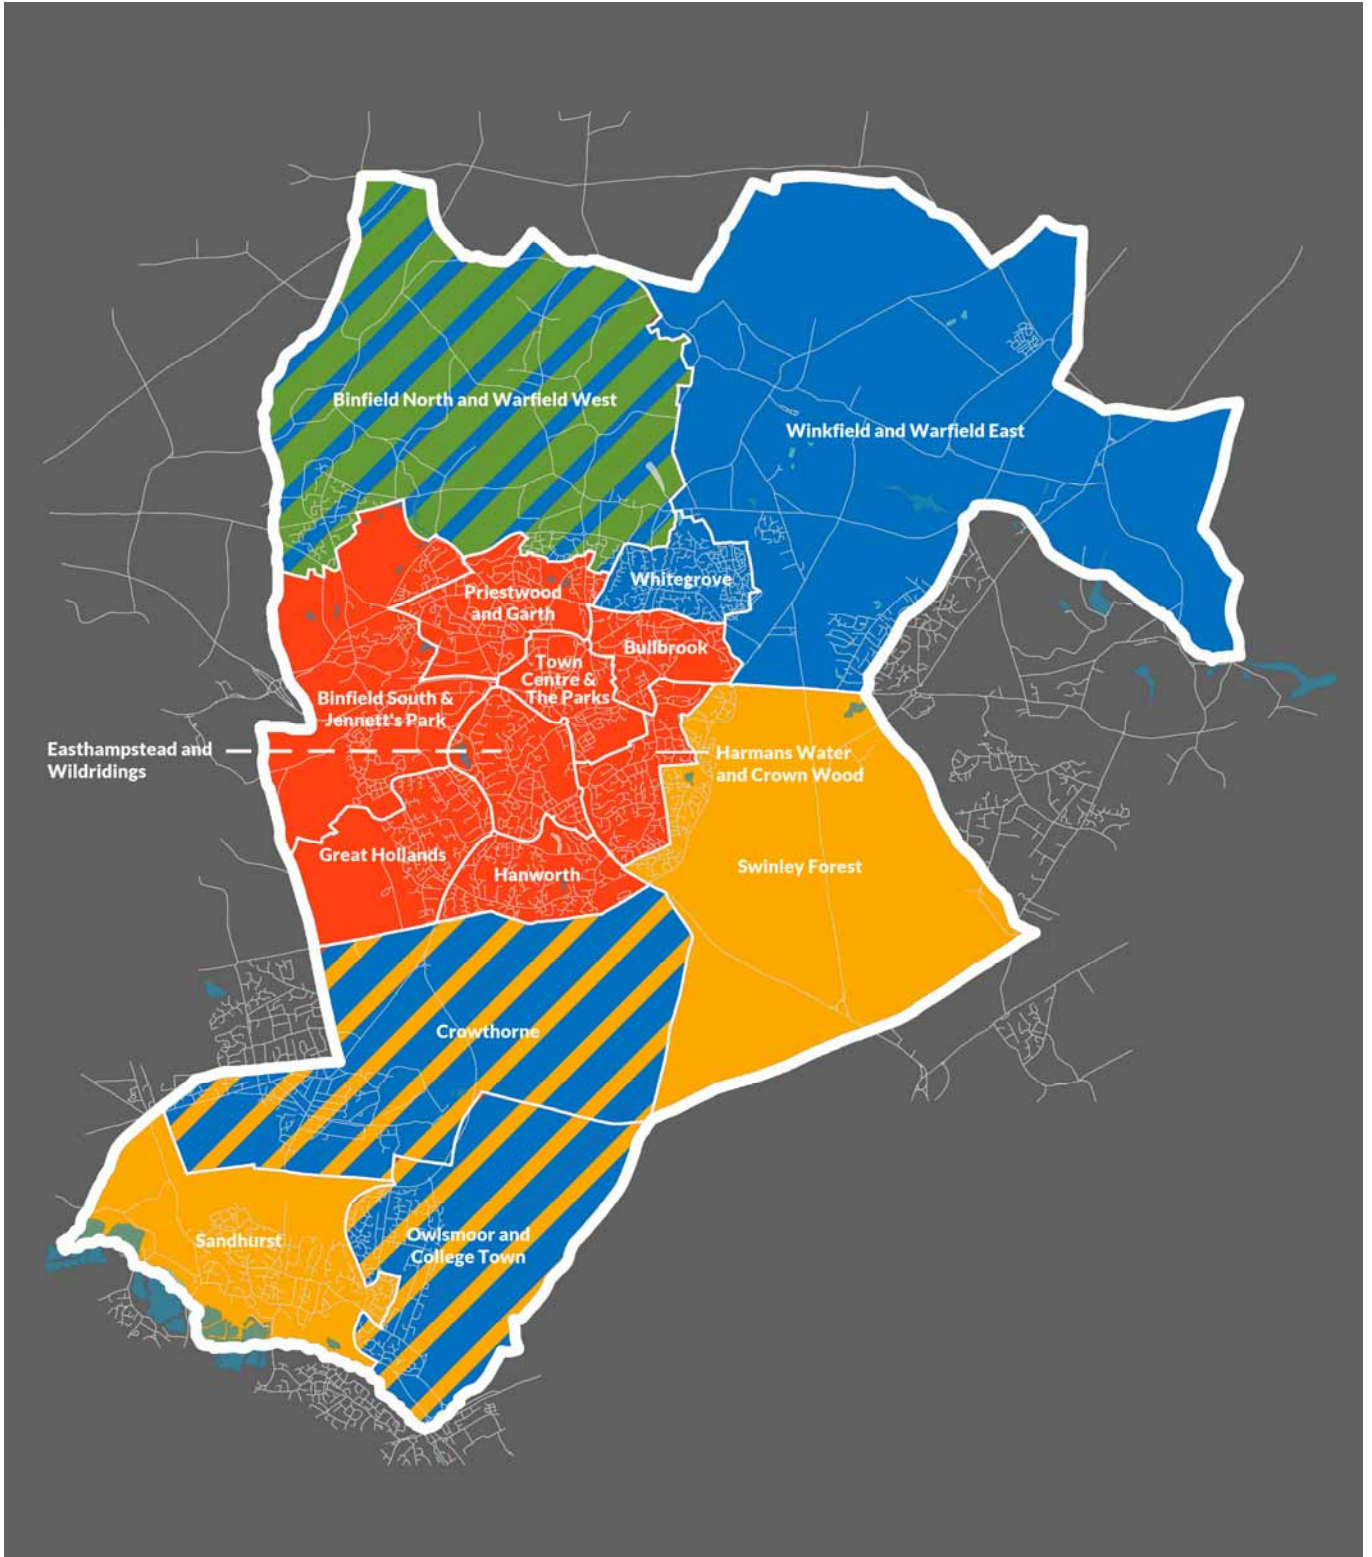 Binfield North and Warfield West
Winkfield and Warfield East
Whitegrove
Priestwood
and Garth
Bullbrook
Town
Centre &
The Parks
Binfield South &
Jennett's Park
Easthampstead and
Wildridings
Harmans Water
and Crown Wood
Great Hollands
Hanworth
Swinley Forest
Crowthorne
Sandhurst
Owlsmoor and
College Town